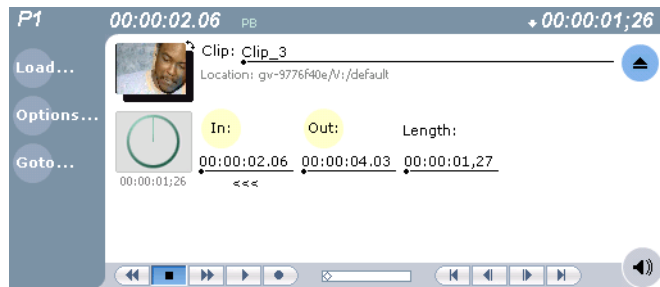 P1 00:00:02.06 PB 00:00:01;26
Load...
Options...
Goto...
Clip: Clip_3
Location: gv-9776f40e/V:/default
In: Out: Length:
00:00:02.06 00:00:04.03 00:00:01,27
00:00:01;26 <<<